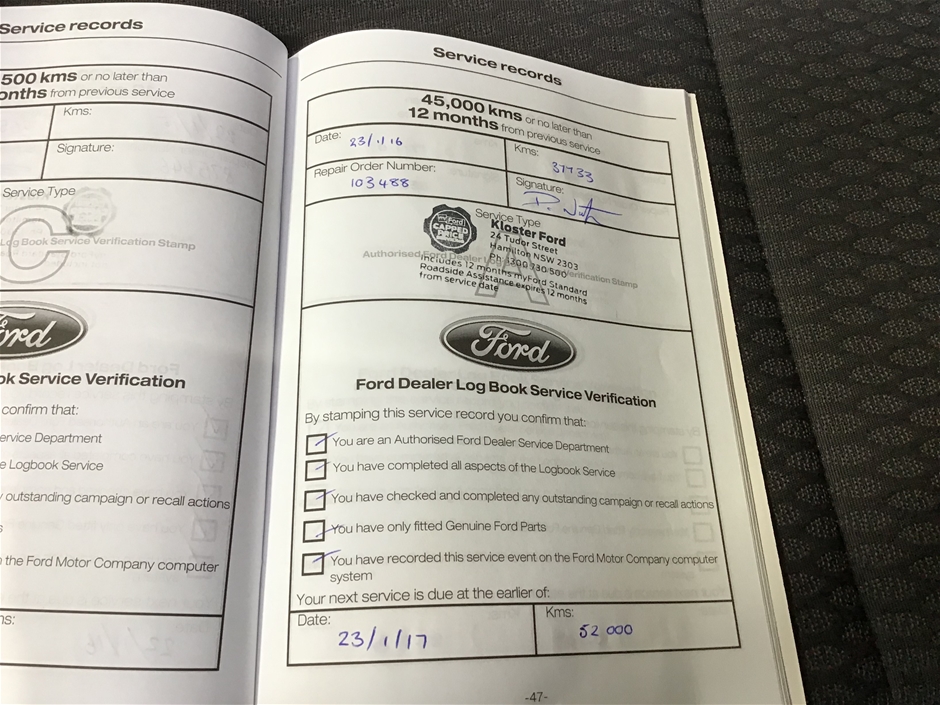 Service records
500 kms or no later than
onths from previous service
Kms:
Signature:
Service Type
C
Log Book Service Verification Stamp
Ford
ok Service Verification
confirm that:
ervice Department
e Logbook Service
outstanding campaign or recall actions
s
the Ford Motor Company computer
ms:
Service records
45,000 kms or no later than
12 months from previous service
Date: 23/1/16
Kms: 37733
Repair Order Number:
103488
Signature:
Service Type
Ford
CAPPED
PRICE
Kloster Ford
24 Tudor Street
Hamilton NSW 2303
Ph 1300 730 500
Authorised Ford Dealer Log Verification Stamp
A
Includes 12 months myFord Standard
Roadside Assistance expires 12 months
from service date
Ford
Ford Dealer Log Book Service Verification
By stamping this service record you confirm that:
You are an Authorised Ford Dealer Service Department
You have completed all aspects of the Logbook Service
You have checked and completed any outstanding campaign or recall actions
You have only fitted Genuine Ford Parts
You have recorded this service event on the Ford Motor Company computer
system
Your next service is due at the earlier of:
Date:
23/1/17
Kms:
52 000
-47-